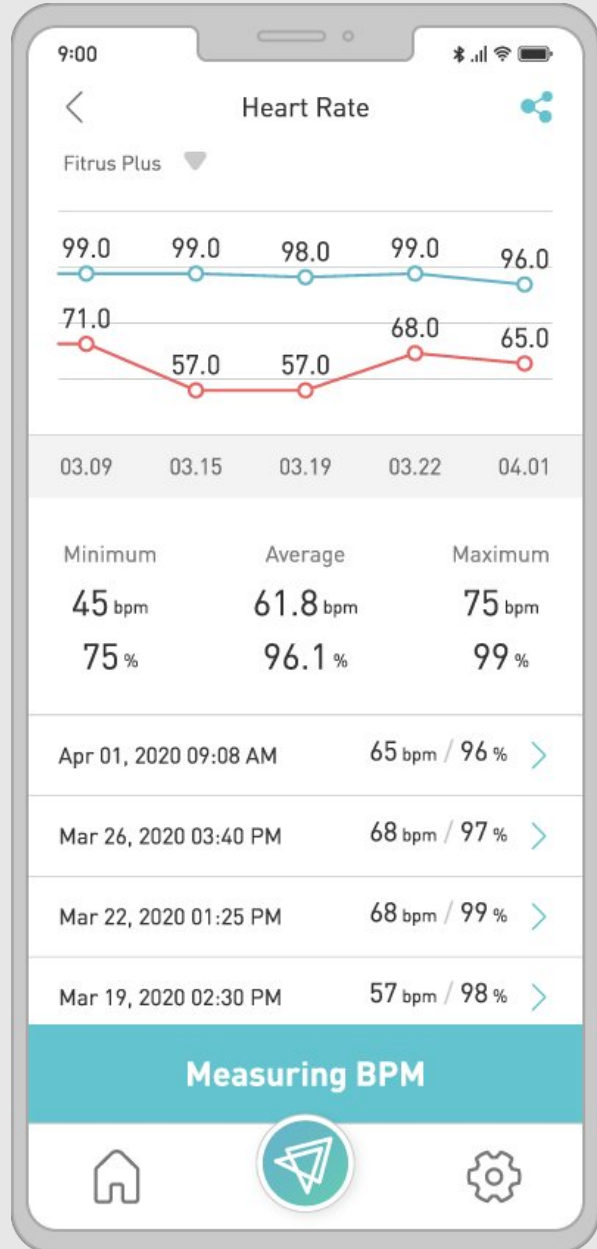 9:00
Heart Rate
Fitrus Plus
99.0 99.0 98.0 99.0 96.0
71.0 57.0 57.0 68.0 65.0
03.09 03.15 03.19 03.22 04.01
Minimum Average Maximum
45 bpm 61.8 bpm 75 bpm
75 % 96.1 % 99 %
Apr 01, 2020 09:08 AM 65 bpm / 96 %
Mar 26, 2020 03:40 PM 68 bpm / 97 %
Mar 22, 2020 01:25 PM 68 bpm / 99 %
Mar 19, 2020 02:30 PM 57 bpm / 98 %
Measuring BPM